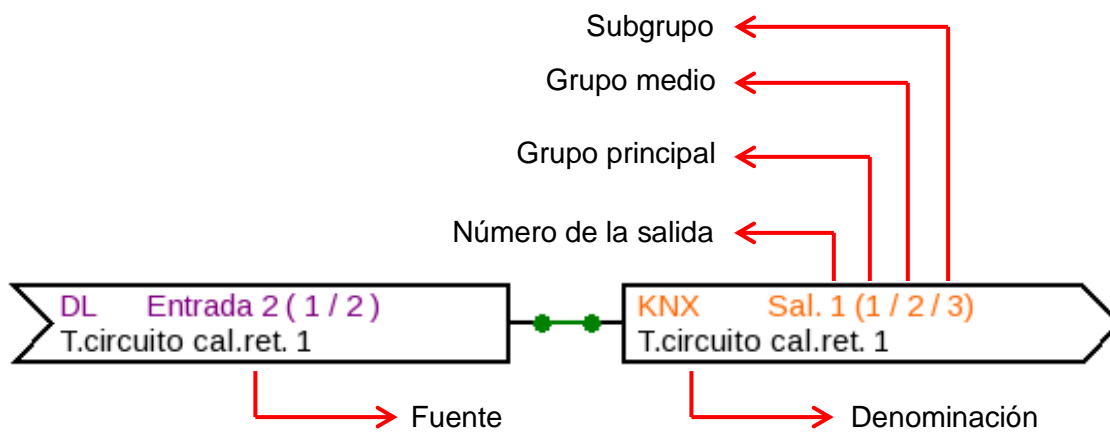 Subgrupo
Grupo medio
Grupo principal
Número de la salida
DL Entrada 2 ( 1 / 2 )
T.circuito cal.ret. 1
KNX Sal. 1 (1 / 2 / 3)
T.circuito cal.ret. 1
Fuente
Denominación